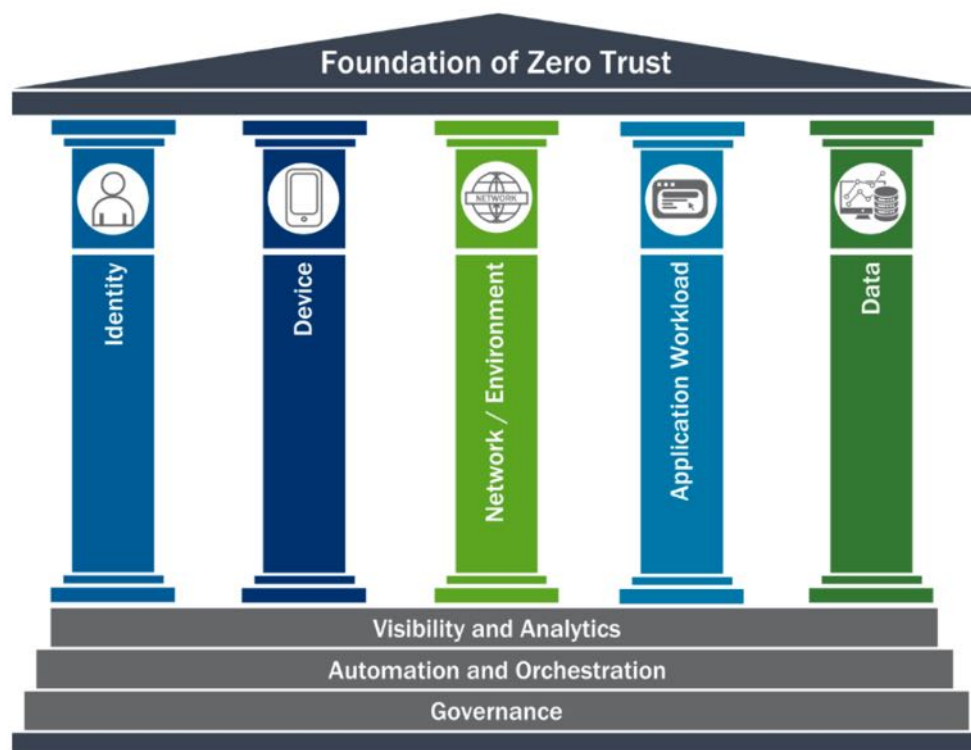 Foundation of Zero Trust
Identity
Device
NETWORK
Network / Environment
Application Workload
Data
Visibility and Analytics
Automation and Orchestration
Governance